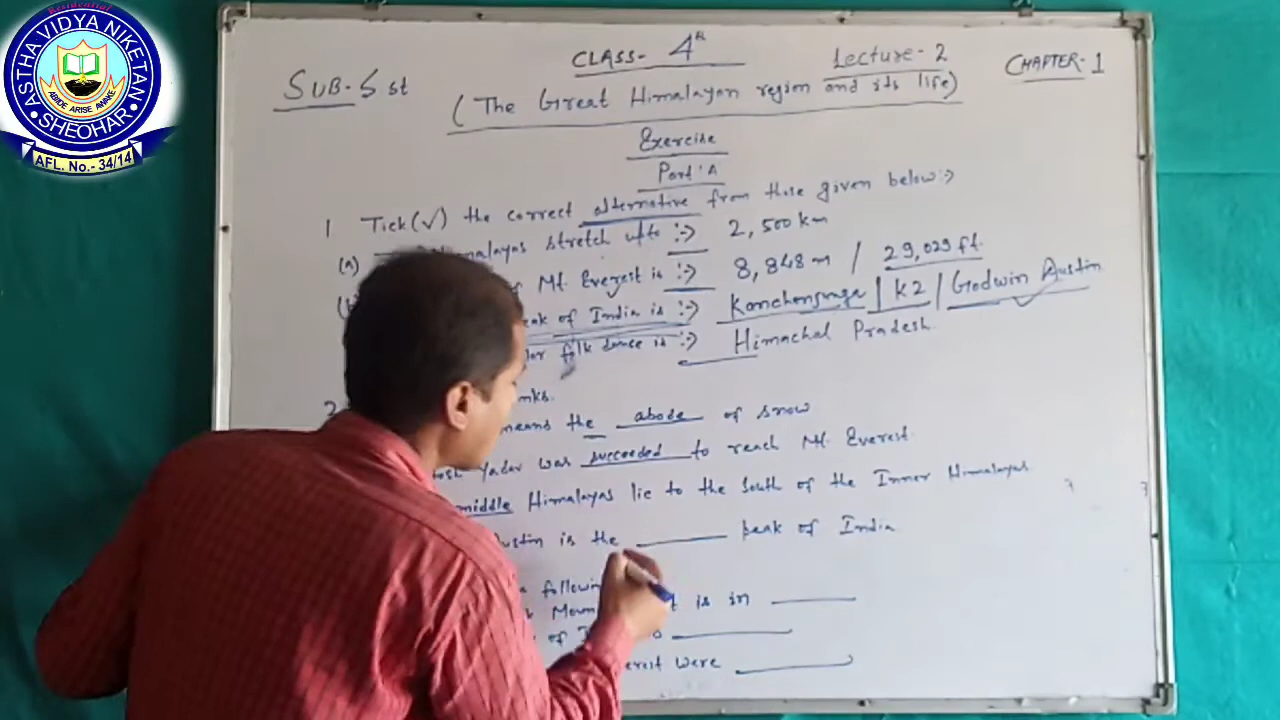 Residential
ASTHA VIDYA NIKETAN
ABIDE ARISE AWAKE
SHEOHAR
AFL. No.- 34/14
SUB- S st
CLASS- 4th
Lecture - 2
CHAPTER- 1
(The Great Himalayan region and its life)
Exercise
Part 'A
1 Tick (√) the correct alternative from those given below :-)
(a) Himalayas stretch upto :-) 2,500 km
Mt. Everest is :-) 8,848 m / 29,029 ft.
of India is :-) Kanchenjunga | K2 | Godwin Austin
folk dance is :-) Himachal Pradesh
2
means the abode of snow
Yadav was succeeded to reach Mt. Everest.
middle Himalayas lie to the South of the Inner Himalayas
is the ______ peak of India
following
is in ______
of ______
were ______